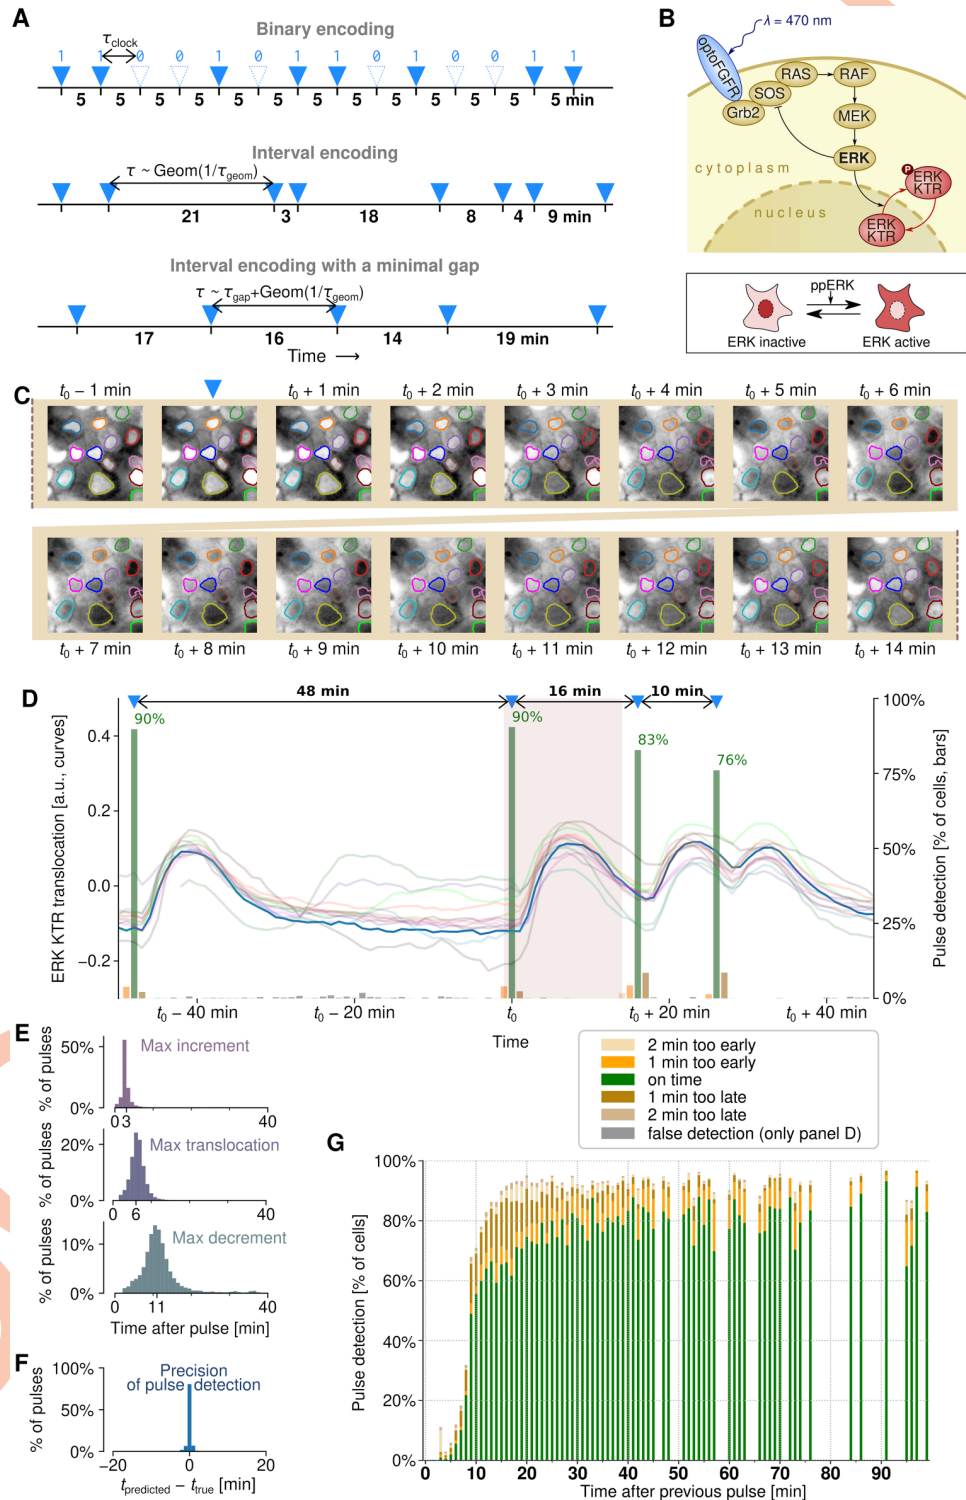 A
Binary encoding
τclock
1 1 0 0 1 0 1 1 0 1 0 0 1 1
5 5 5 5 5 5 5 5 5 5 5 5 5 min
Interval encoding
τ ~ Geom(1/τgeom)
21 3 18 8 4 9 min
Interval encoding with a minimal gap
τ ~ τgap+Geom(1/τgeom)
17 16 14 19 min
Time →
B
λ = 470 nm
optoFGFR
Grb2
SOS
RAS
RAF
MEK
ERK
cytoplasm
nucleus
P
ERK
KTR
ERK
KTR
ppERK
ERK inactive
ERK active
C
t0 − 1 min t0 + 1 min t0 + 2 min t0 + 3 min t0 + 4 min t0 + 5 min t0 + 6 min
t0 + 7 min t0 + 8 min t0 + 9 min t0 + 10 min t0 + 11 min t0 + 12 min t0 + 13 min t0 + 14 min
D
48 min 16 min 10 min
90% 90% 83% 76%
ERK KTR translocation [a.u., curves]
0.4
0.2
0.0
−0.2
Pulse detection [% of cells, bars]
100%
75%
50%
25%
0%
t0 − 40 min t0 − 20 min t0 t0 + 20 min t0 + 40 min
Time
2 min too early
1 min too early
on time
1 min too late
2 min too late
false detection (only panel D)
E
% of pulses
50%
0%
Max increment
0 3 40
% of pulses
20%
0%
Max translocation
0 6 40
% of pulses
10%
0%
Max decrement
0 11 40
Time after pulse [min]
F
% of pulses
100%
50%
0%
Precision
of pulse detection
−20 0 20
tpredicted − ttrue [min]
G
Pulse detection [% of cells]
100%
80%
60%
40%
20%
0%
0 10 20 30 40 50 60 70 80 90
Time after previous pulse [min]